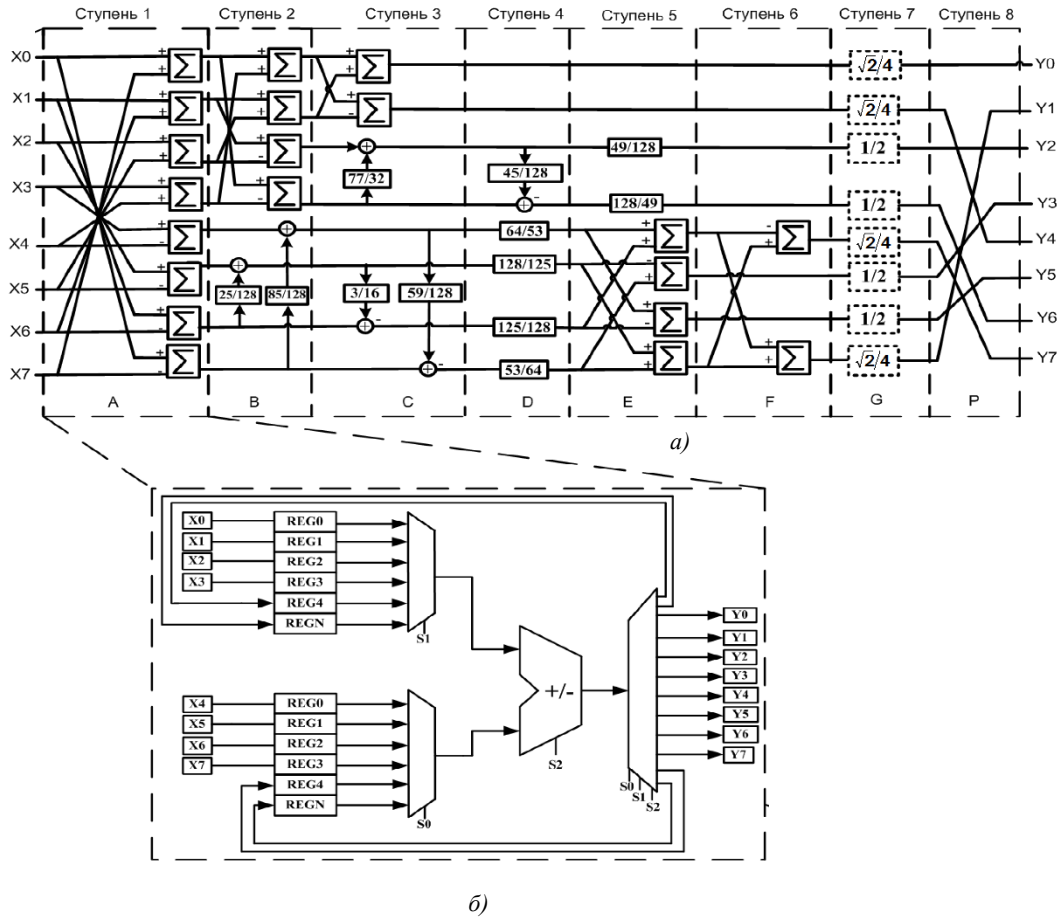 Ступень 1 Ступень 2 Ступень 3 Ступень 4 Ступень 5 Ступень 6 Ступень 7 Ступень 8
X0 + + Σ + + Σ + + Σ √2/4 Y0
X1 + + Σ Σ + - Σ √2/4 Y1
X2 + + Σ - Σ 49/128 1/2 Y2
77/32 45/128
X3 + + Σ - Σ - 128/49 1/2 Y3
X4 + - Σ 64/53 + + Σ - + Σ √2/4 Y4
X5 + - Σ 128/125 - + Σ 1/2 Y5
25/128 85/128 3/16 59/128
X6 + - Σ - 125/128 + - Σ 1/2 Y6
X7 + - Σ - 53/64 + + Σ + + Σ √2/4 Y7
A B C D E F G P
а)
X0 REG0
X1 REG1
X2 REG2
X3 REG3
REG4
REGN
S1
+/-
S2
X4 REG0
X5 REG1
X6 REG2
X7 REG3
REG4
REGN
S0
Y0
Y1
Y2
Y3
Y4
Y5
Y6
Y7
S0
S1
S2
б)